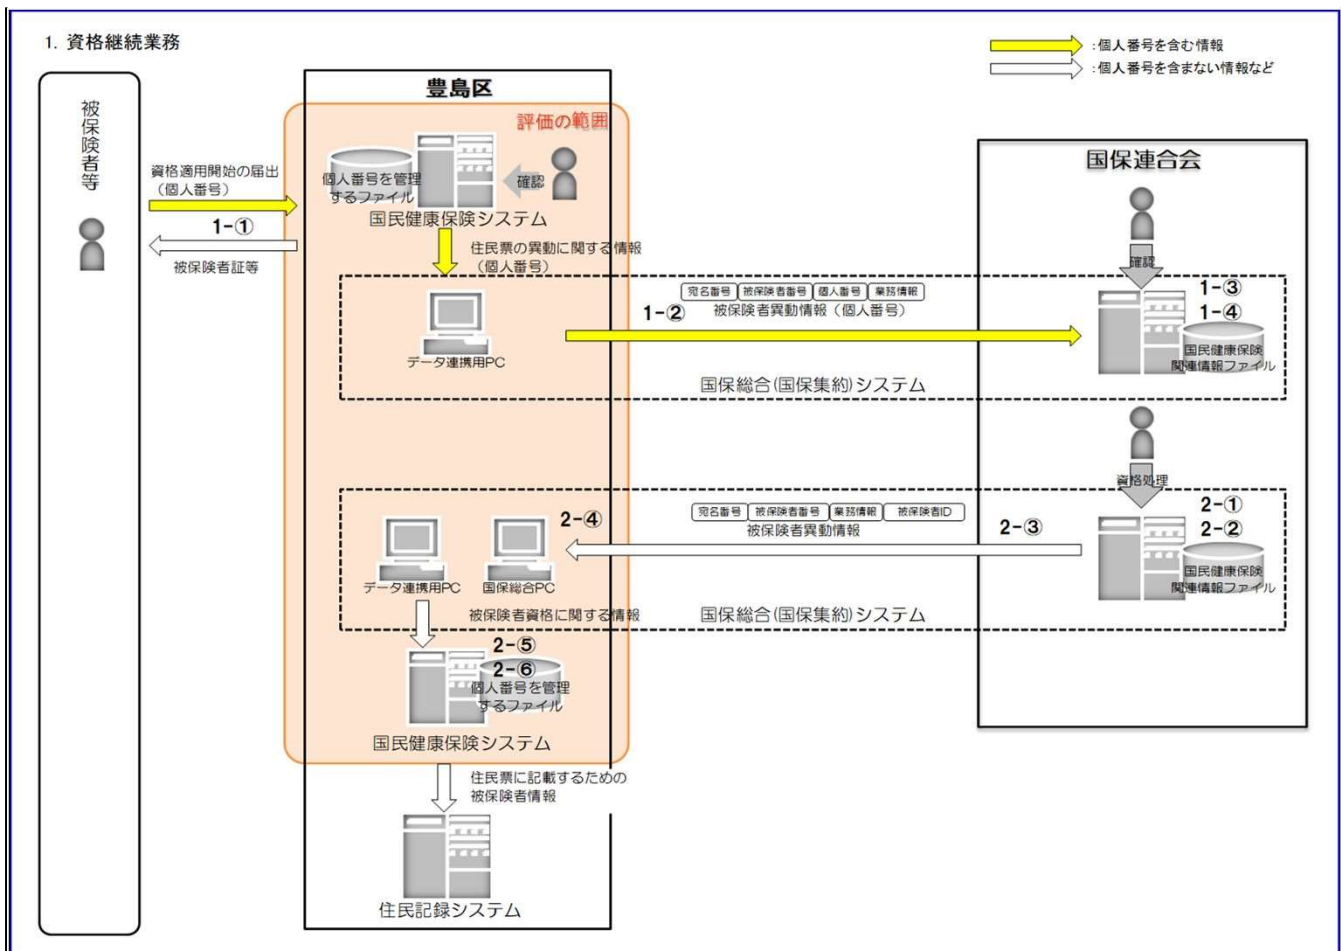 1. 資格継続業務
:個人番号を含む情報
:個人番号を含まない情報など
被保険者等
豊島区
評価の範囲
国保連合会
資格適用開始の届出
（個人番号）
1-①
被保険者証等
個人番号を管理
するファイル
確認
国民健康保険システム
住民票の異動に関する情報
（個人番号）
データ連携用PC
宛名番号 被保険者番号 個人番号 業務情報
1-②
被保険者異動情報（個人番号）
国保総合(国保集約)システム
確認
1-③
1-④
国民健康保険
関連情報ファイル
資格処理
2-①
2-②
国民健康保険
関連情報ファイル
宛名番号 被保険者番号 業務情報 被保険者ID
2-③
被保険者異動情報
2-④
データ連携用PC
国保総合PC
被保険者資格に関する情報
国保総合(国保集約)システム
2-⑤
2-⑥
個人番号を管理
するファイル
国民健康保険システム
住民票に記載するための
被保険者情報
住民記録システム